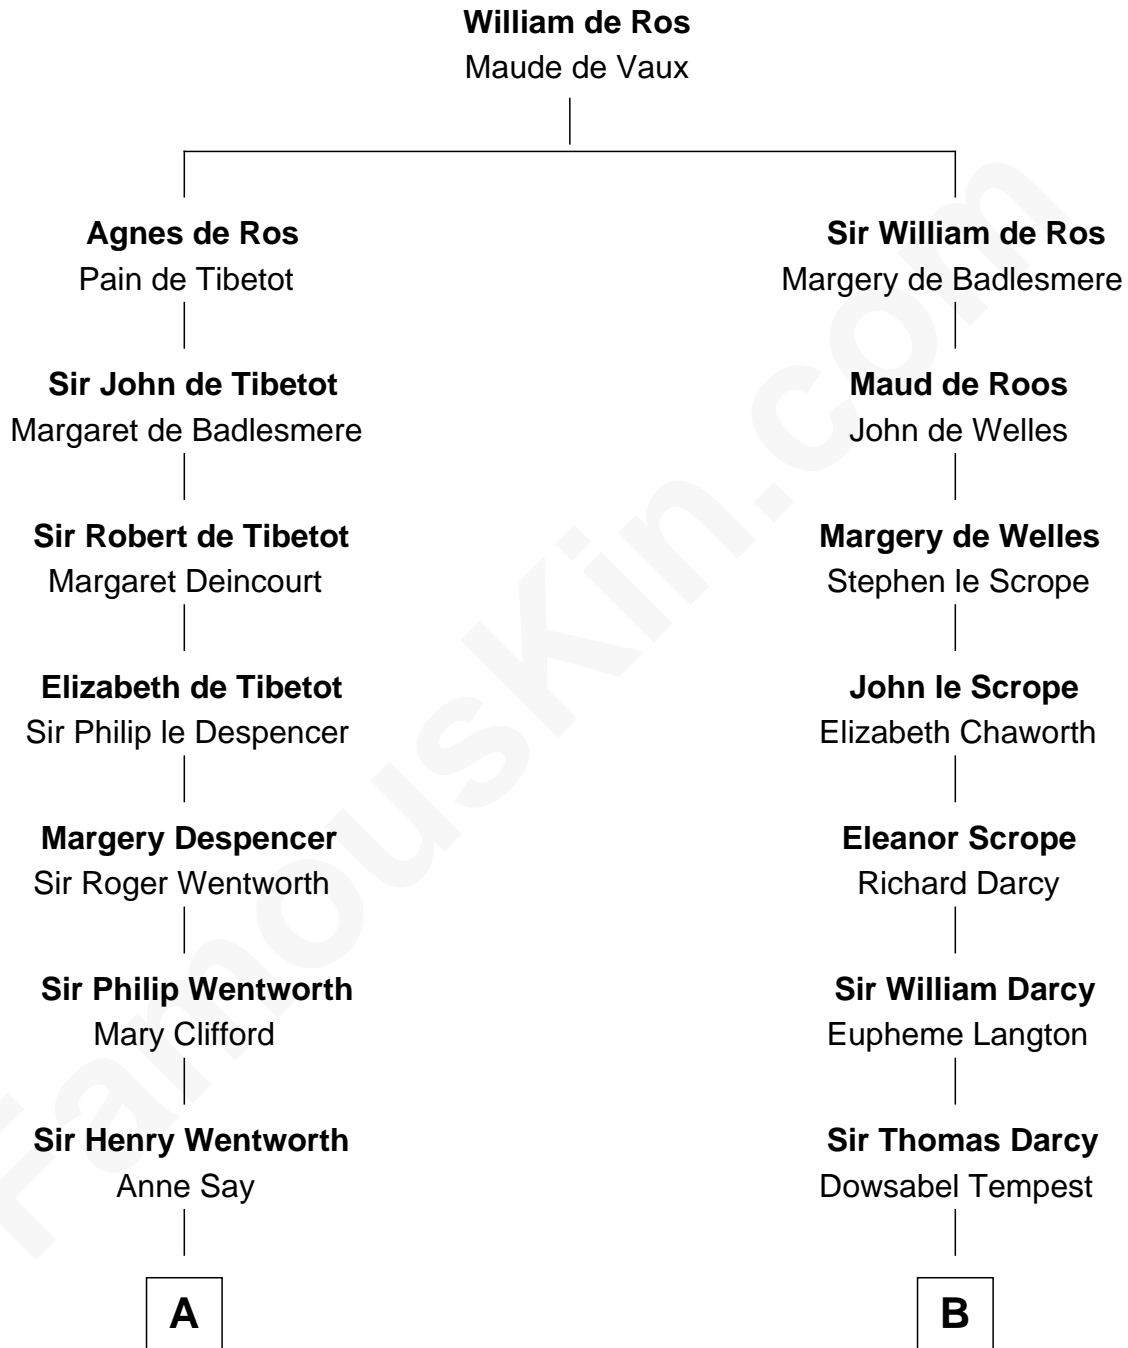 William de Ros
Maude de Vaux
Agnes de Ros
Pain de Tibetot
Sir John de Tibetot
Margaret de Badlesmere
Sir Robert de Tibetot
Margaret Deincourt
Elizabeth de Tibetot
Sir Philip le Despencer
Margery Despencer
Sir Roger Wentworth
Sir Philip Wentworth
Mary Clifford
Sir Henry Wentworth
Anne Say
A
Sir William de Ros
Margery de Badlesmere
Maud de Roos
John de Welles
Margery de Welles
Stephen le Scrope
John le Scrope
Elizabeth Chaworth
Eleanor Scrope
Richard Darcy
Sir William Darcy
Eupheme Langton
Sir Thomas Darcy
Dowsabel Tempest
B
FamousKin.com